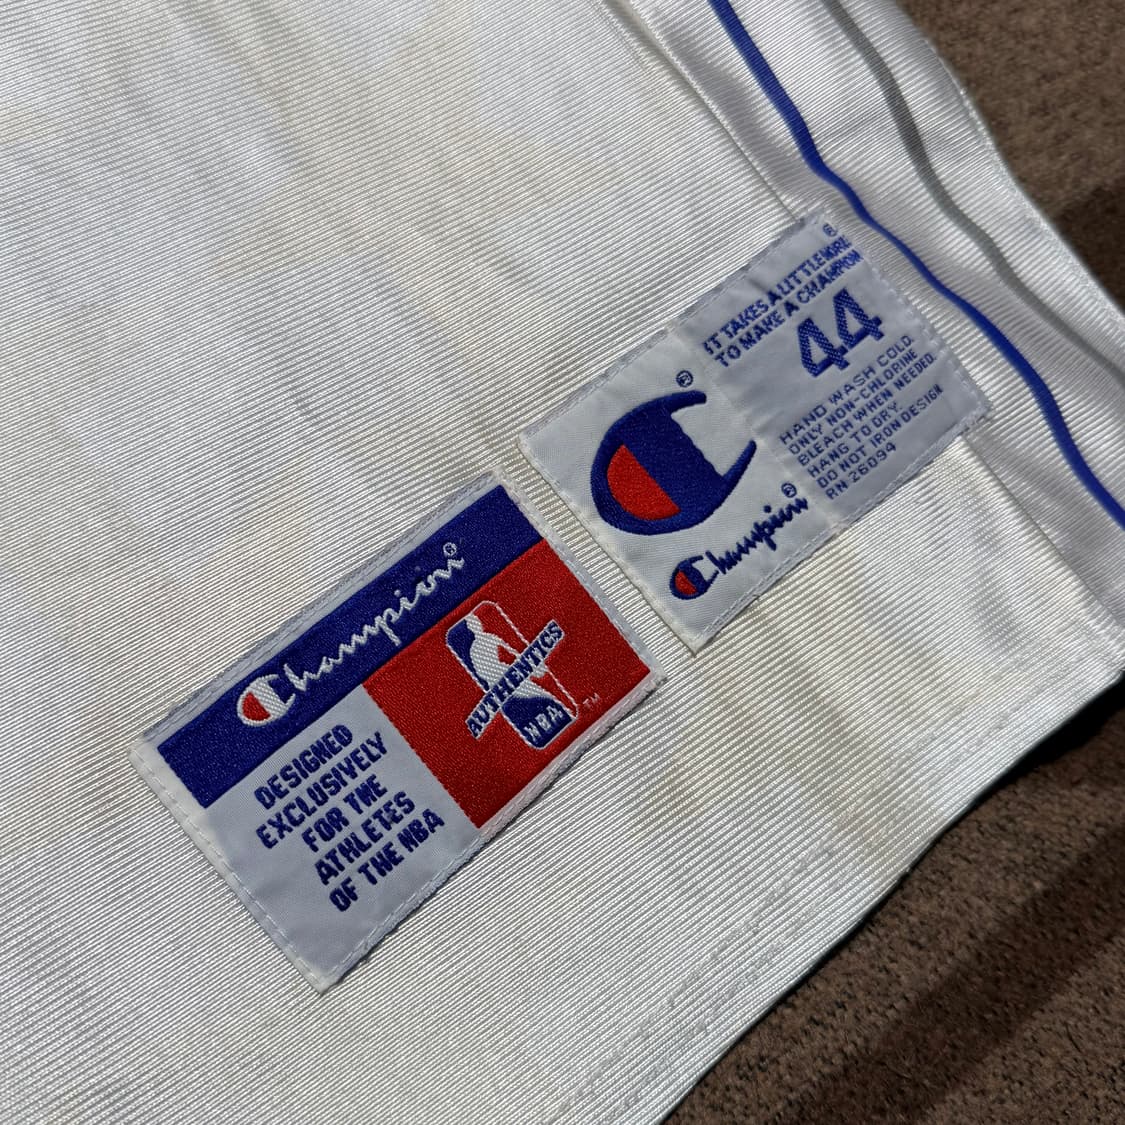 Champion®
AUTHENTICS
NBA
TM
DESIGNED
EXCLUSIVELY
FOR THE
ATHLETES
OF THE NBA
®
Champion®
®
IT TAKES A LITTLE MORE
TO MAKE A CHAMPION
44
HAND WASH COLD.
ONLY NON-CHLORINE
BLEACH WHEN NEEDED.
HANG TO DRY.
DO NOT IRON DESIGN
RN 26094